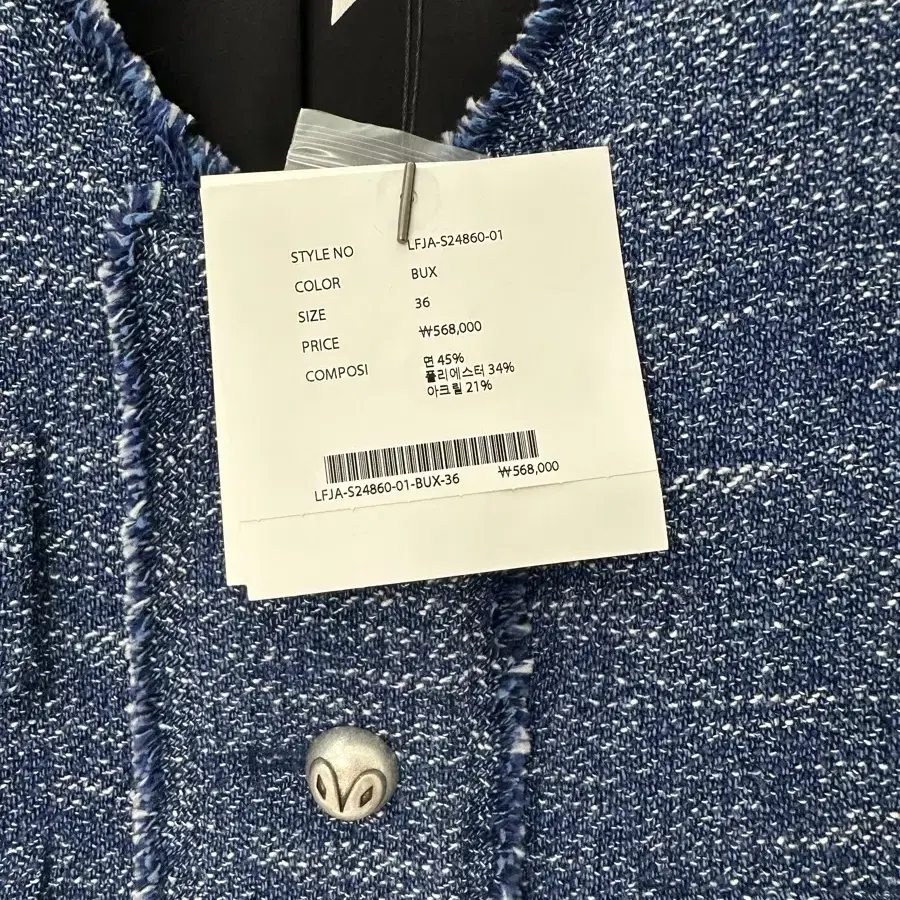 STYLE NO LFJA-S24860-01
COLOR BUX
SIZE 36
PRICE ₩568,000
COMPOSI 면 45%
폴리에스터 34%
아크릴 21%
LFJA-S24860-01-BUX-36 ₩568,000